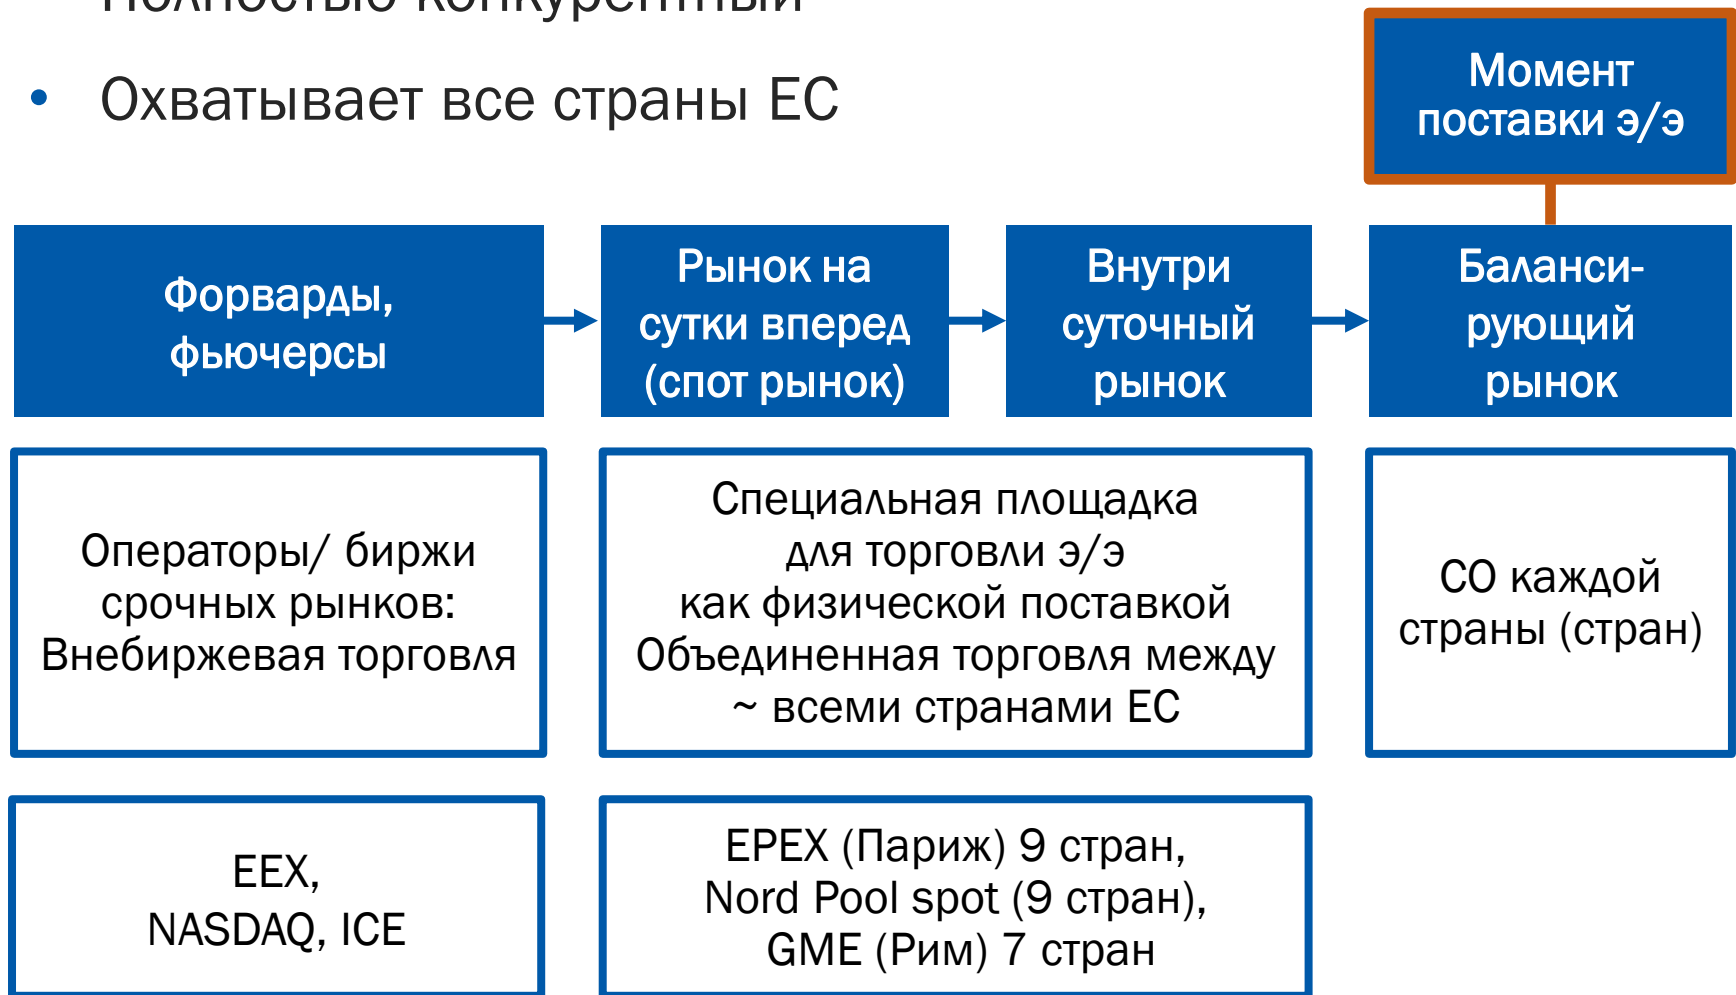 Полностью конкурентный
• Охватывает все страны ЕС
Момент
поставки э/э
Форварды,
фьючерсы
Рынок на
сутки вперед
(спот рынок)
Внутри
суточный
рынок
Баланси-
рующий
рынок
Операторы/ биржи
срочных рынков:
Внебиржевая торговля
Специальная площадка
для торговли э/э
как физической поставкой
Объединенная торговля между
~ всеми странами ЕС
СО каждой
страны (стран)
EEX,
NASDAQ, ICE
EPEX (Париж) 9 стран,
Nord Pool spot (9 стран),
GME (Рим) 7 стран